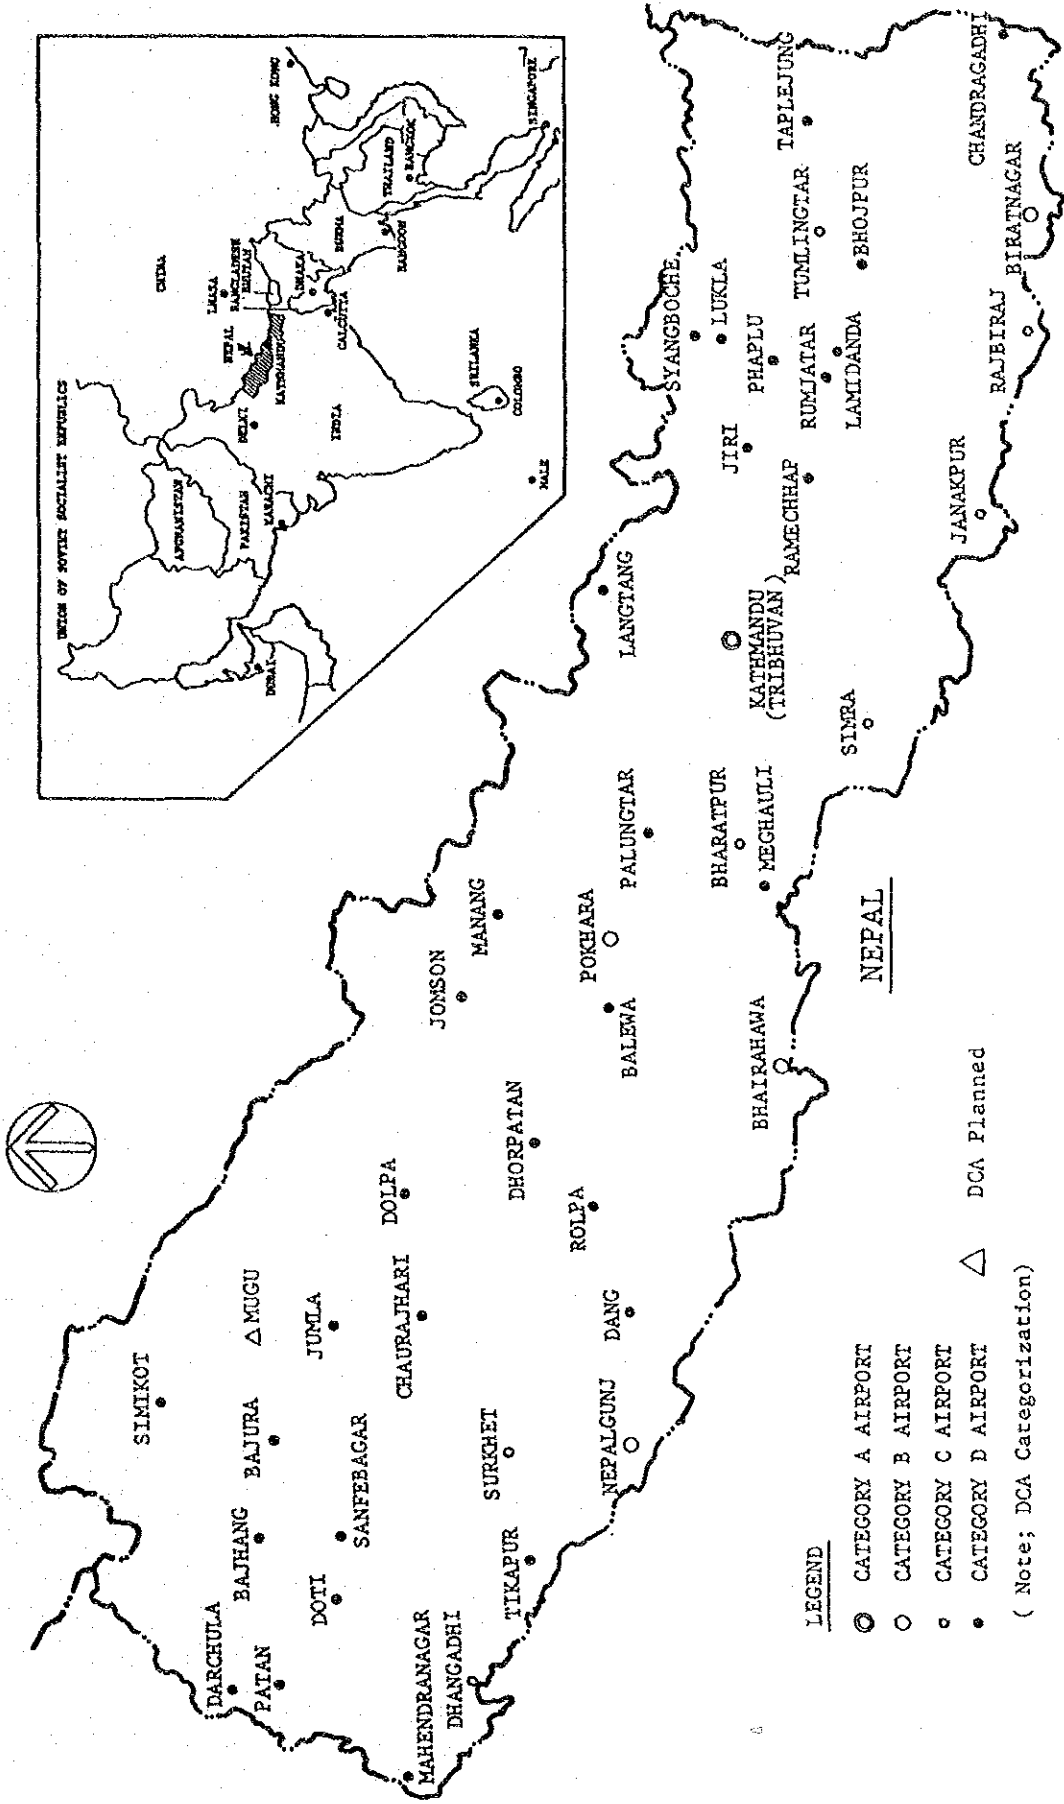 UNION OF SOVIET SOCIALIST REPUBLICS
CHINA
HONG KONG
AFGHANISTAN
PAKISTAN
KARACHI
DUBAI
DELHI
NEPAL
KATHMANDU
LHASA
BANGLADESH
BHUTAN
DHAKA
CALCUTTA
INDIA
BURMA
RANGOON
THAILAND
BANGKOK
SINGAPORE
SRILANKA
COLOMBO
MALE
SIMIKOT
DARCHULA
BAJHANG
BAJURA
MUGU
PATAN
DOTI
SANFEBAGAR
JUMLA
DOLPA
CHAURAJHARI
MAHENDRANAGAR
DHANGADHI
TIKAPUR
SURKHET
NEPALGUNJ
DANG
ROLPA
DHORPATAN
JOMSON
MANANG
BALEWA
POKHARA
PALUNGTAR
LANGTANG
BHAIRAHAWA
BHARATPUR
MEGHAULI
KATHMANDU
(TRIBHUVAN)
SIMRA
JIRI
RAMECHHAP
SYANGBOCHE
LUKLA
PHAPLU
RUMJATAR
LAMIDANDA
TUMLINGTAR
BHOJPUR
TAPLEJUNG
JANAKPUR
RAJBIRAJ
BIRATNAGAR
CHANDRAGADHI
NEPAL
LEGEND
CATEGORY A AIRPORT
CATEGORY B AIRPORT
CATEGORY C AIRPORT
CATEGORY D AIRPORT
DCA Planned
( Note; DCA Categorization)